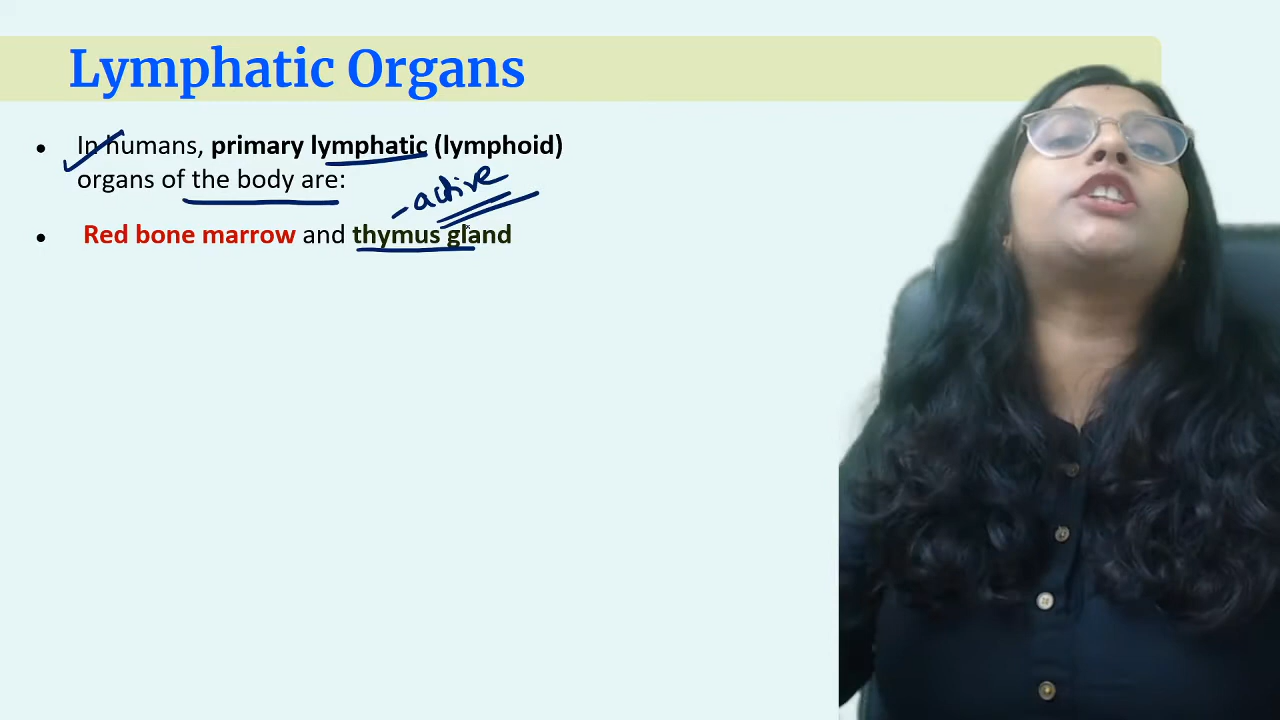 Lymphatic Organs
• In humans, primary lymphatic (lymphoid)
organs of the body are:
- active
• Red bone marrow and thymus gland